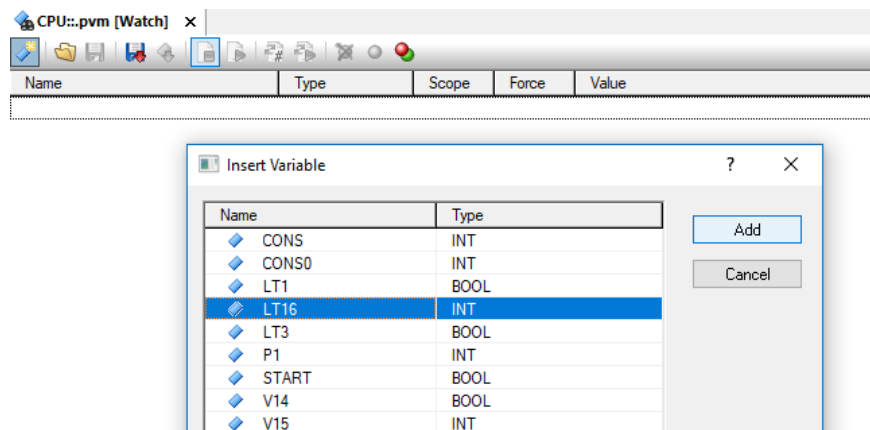 CPU::.pvm [Watch] ×
Name Type Scope Force Value
Insert Variable ? ×
Name Type
Add
CONS INT
CONS0 INT
Cancel
LT1 BOOL
LT16 INT
LT3 BOOL
P1 INT
START BOOL
V14 BOOL
V15 INT